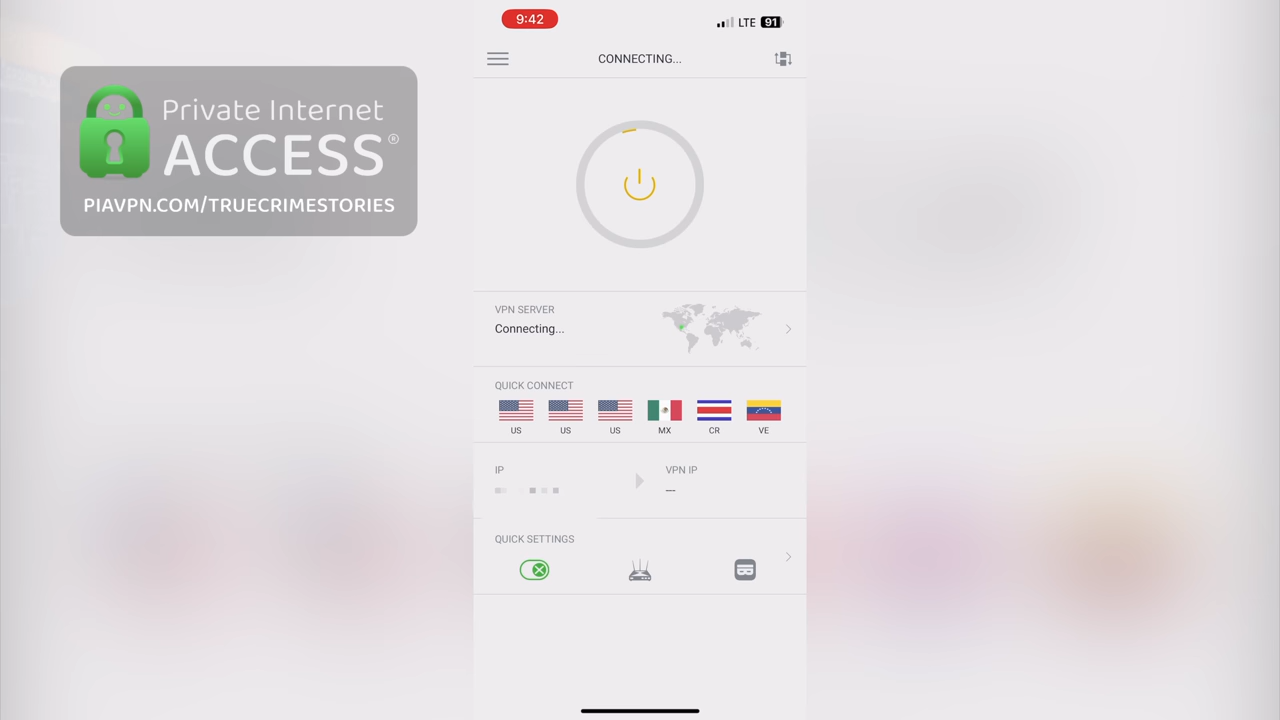 9:42
LTE 91
CONNECTING...
Private Internet
ACCESS®
PIAVPN.COM/TRUECRIMESTORIES
VPN SERVER
Connecting...
QUICK CONNECT
US US US MX CR VE
IP
VPN IP
---
QUICK SETTINGS